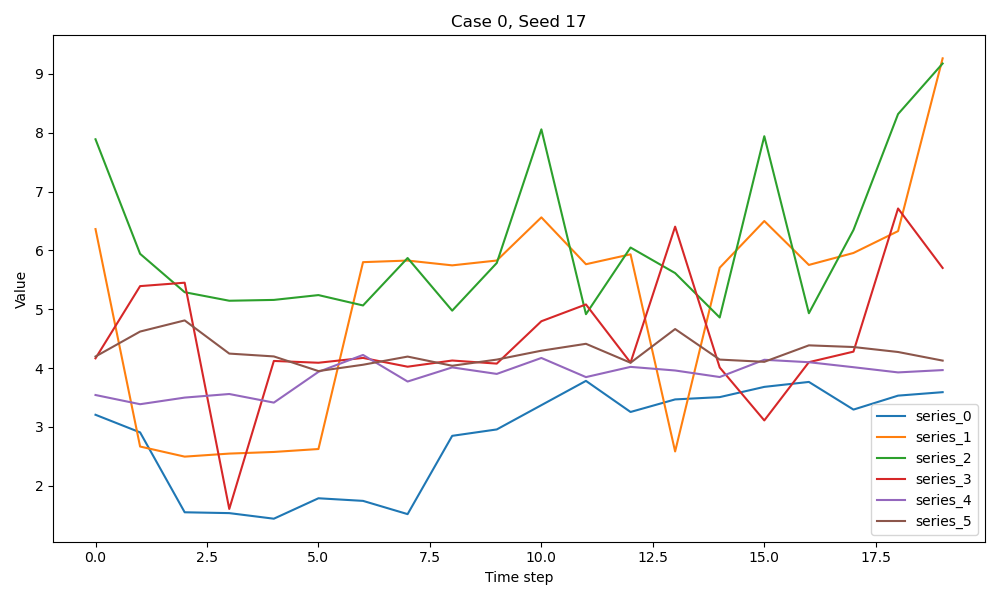 Case 0, Seed 17
Value
9
8
7
6
5
4
3
2
0.0 2.5 5.0 7.5 10.0 12.5 15.0 17.5
Time step
series_0
series_1
series_2
series_3
series_4
series_5